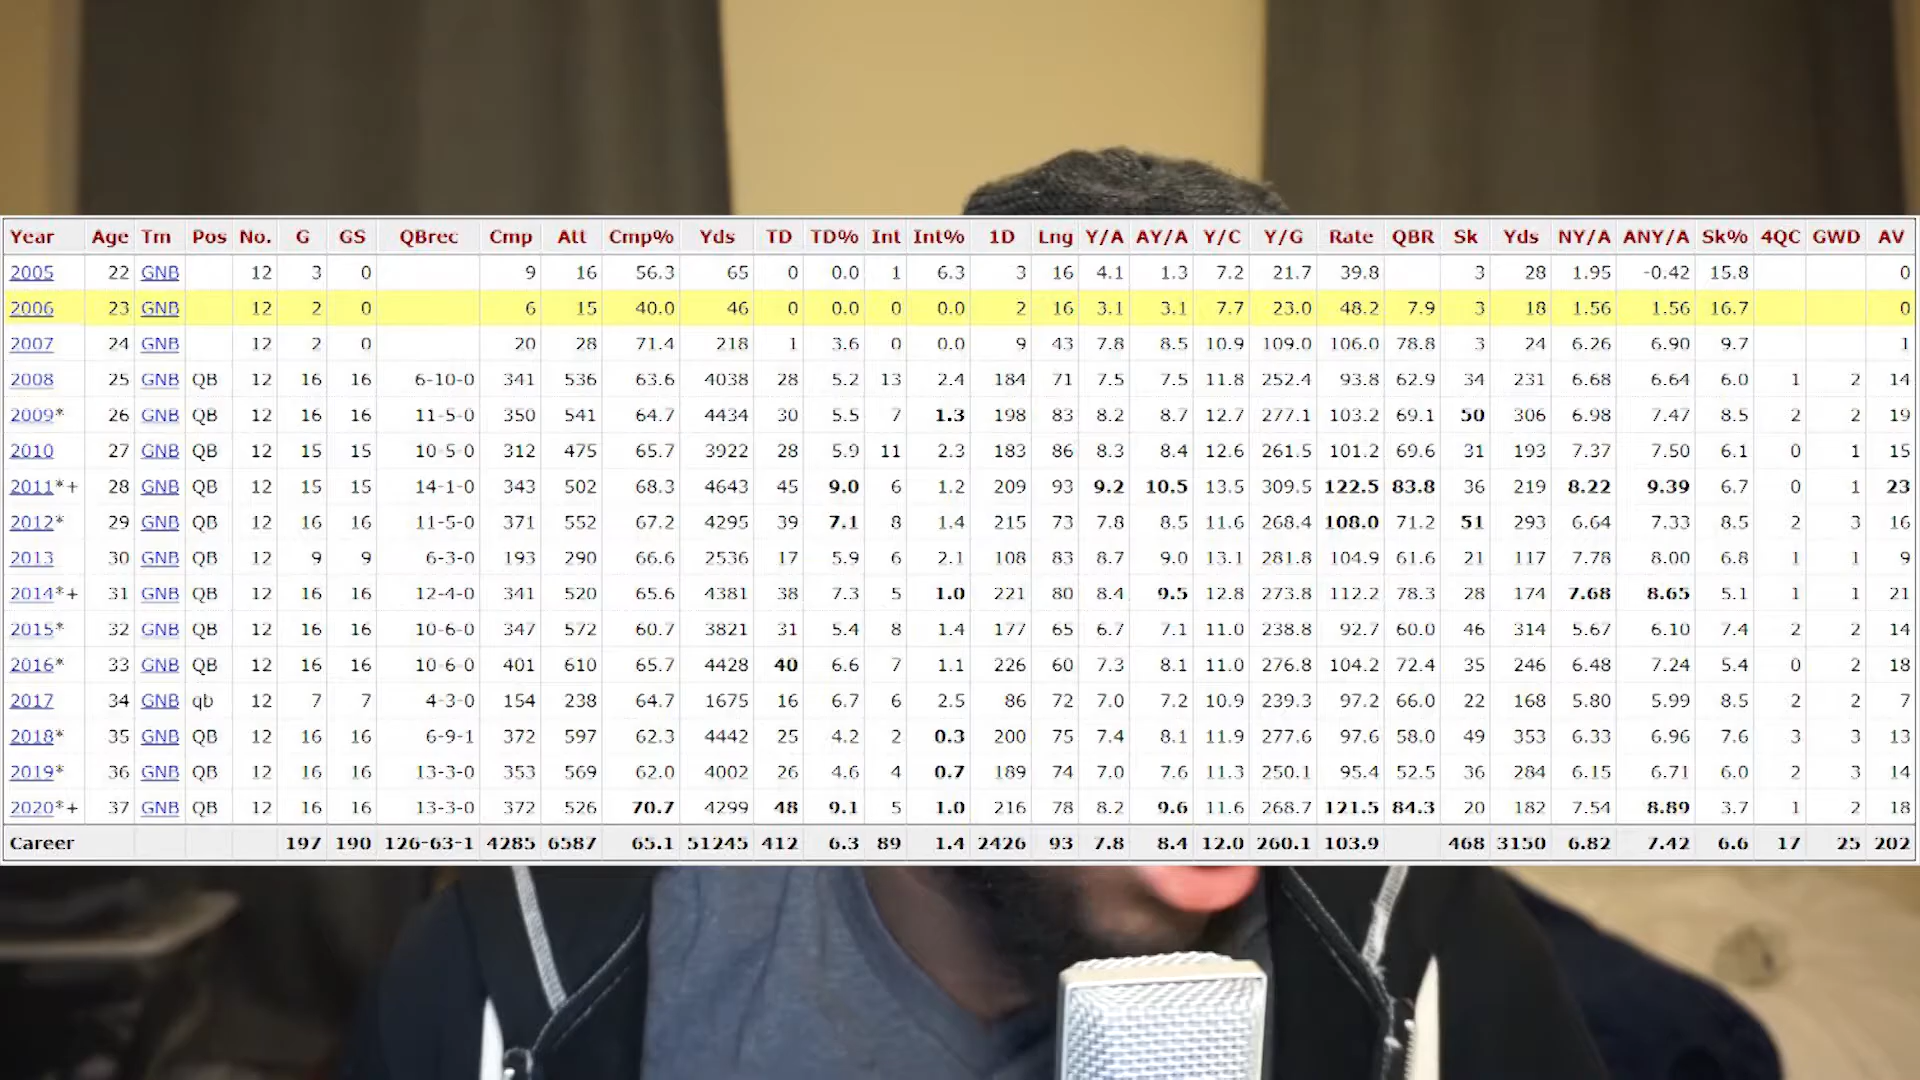 Year Age Tm Pos No. G GS QBrec Cmp Att Cmp% Yds TD TD% Int Int% 1D Lng Y/A AY/A Y/C Y/G Rate QBR Sk Yds NY/A ANY/A Sk% 4QC GWD AV
2005 22 GNB 12 3 0 9 16 56.3 65 0 0.0 1 6.3 3 16 4.1 1.3 7.2 21.7 39.8 3 28 1.95 -0.42 15.8 0
2006 23 GNB 12 2 0 6 15 40.0 46 0 0.0 0 0.0 2 16 3.1 3.1 7.7 23.0 48.2 7.9 3 18 1.56 1.56 16.7 0
2007 24 GNB 12 2 0 20 28 71.4 218 1 3.6 0 0.0 9 43 7.8 8.5 10.9 109.0 106.0 78.8 3 24 6.26 6.90 9.7 1
2008 25 GNB QB 12 16 16 6-10-0 341 536 63.6 4038 28 5.2 13 2.4 184 71 7.5 7.5 11.8 252.4 93.8 62.9 34 231 6.68 6.64 6.0 1 2 14
2009* 26 GNB QB 12 16 16 11-5-0 350 541 64.7 4434 30 5.5 7 1.3 198 83 8.2 8.7 12.7 277.1 103.2 69.1 50 306 6.98 7.47 8.5 2 2 19
2010 27 GNB QB 12 15 15 10-5-0 312 475 65.7 3922 28 5.9 11 2.3 183 86 8.3 8.4 12.6 261.5 101.2 69.6 31 193 7.37 7.50 6.1 0 1 15
2011*+ 28 GNB QB 12 15 15 14-1-0 343 502 68.3 4643 45 9.0 6 1.2 209 93 9.2 10.5 13.5 309.5 122.5 83.8 36 219 8.22 9.39 6.7 0 1 23
2012* 29 GNB QB 12 16 16 11-5-0 371 552 67.2 4295 39 7.1 8 1.4 215 73 7.8 8.5 11.6 268.4 108.0 71.2 51 293 6.64 7.33 8.5 2 3 16
2013 30 GNB QB 12 9 9 6-3-0 193 290 66.6 2536 17 5.9 6 2.1 108 83 8.7 9.0 13.1 281.8 104.9 61.6 21 117 7.78 8.00 6.8 1 1 9
2014*+ 31 GNB QB 12 16 16 12-4-0 341 520 65.6 4381 38 7.3 5 1.0 221 80 8.4 9.5 12.8 273.8 112.2 78.3 28 174 7.68 8.65 5.1 1 1 21
2015* 32 GNB QB 12 16 16 10-6-0 347 572 60.7 3821 31 5.4 8 1.4 177 65 6.7 7.1 11.0 238.8 92.7 60.0 46 314 5.67 6.10 7.4 2 2 14
2016* 33 GNB QB 12 16 16 10-6-0 401 610 65.7 4428 40 6.6 7 1.1 226 60 7.3 8.1 11.0 276.8 104.2 72.4 35 246 6.48 7.24 5.4 0 2 18
2017 34 GNB qb 12 7 7 4-3-0 154 238 64.7 1675 16 6.7 6 2.5 86 72 7.0 7.2 10.9 239.3 97.2 66.0 22 168 5.80 5.99 8.5 2 2 7
2018* 35 GNB QB 12 16 16 6-9-1 372 597 62.3 4442 25 4.2 2 0.3 200 75 7.4 8.1 11.9 277.6 97.6 58.0 49 353 6.33 6.96 7.6 3 3 13
2019* 36 GNB QB 12 16 16 13-3-0 353 569 62.0 4002 26 4.6 4 0.7 189 74 7.0 7.6 11.3 250.1 95.4 52.5 36 284 6.15 6.71 6.0 2 3 14
2020*+ 37 GNB QB 12 16 16 13-3-0 372 526 70.7 4299 48 9.1 5 1.0 216 78 8.2 9.6 11.6 268.7 121.5 84.3 20 182 7.54 8.89 3.7 1 2 18
Career 197 190 126-63-1 4285 6587 65.1 51245 412 6.3 89 1.4 2426 93 7.8 8.4 12.0 260.1 103.9 468 3150 6.82 7.42 6.6 17 25 202